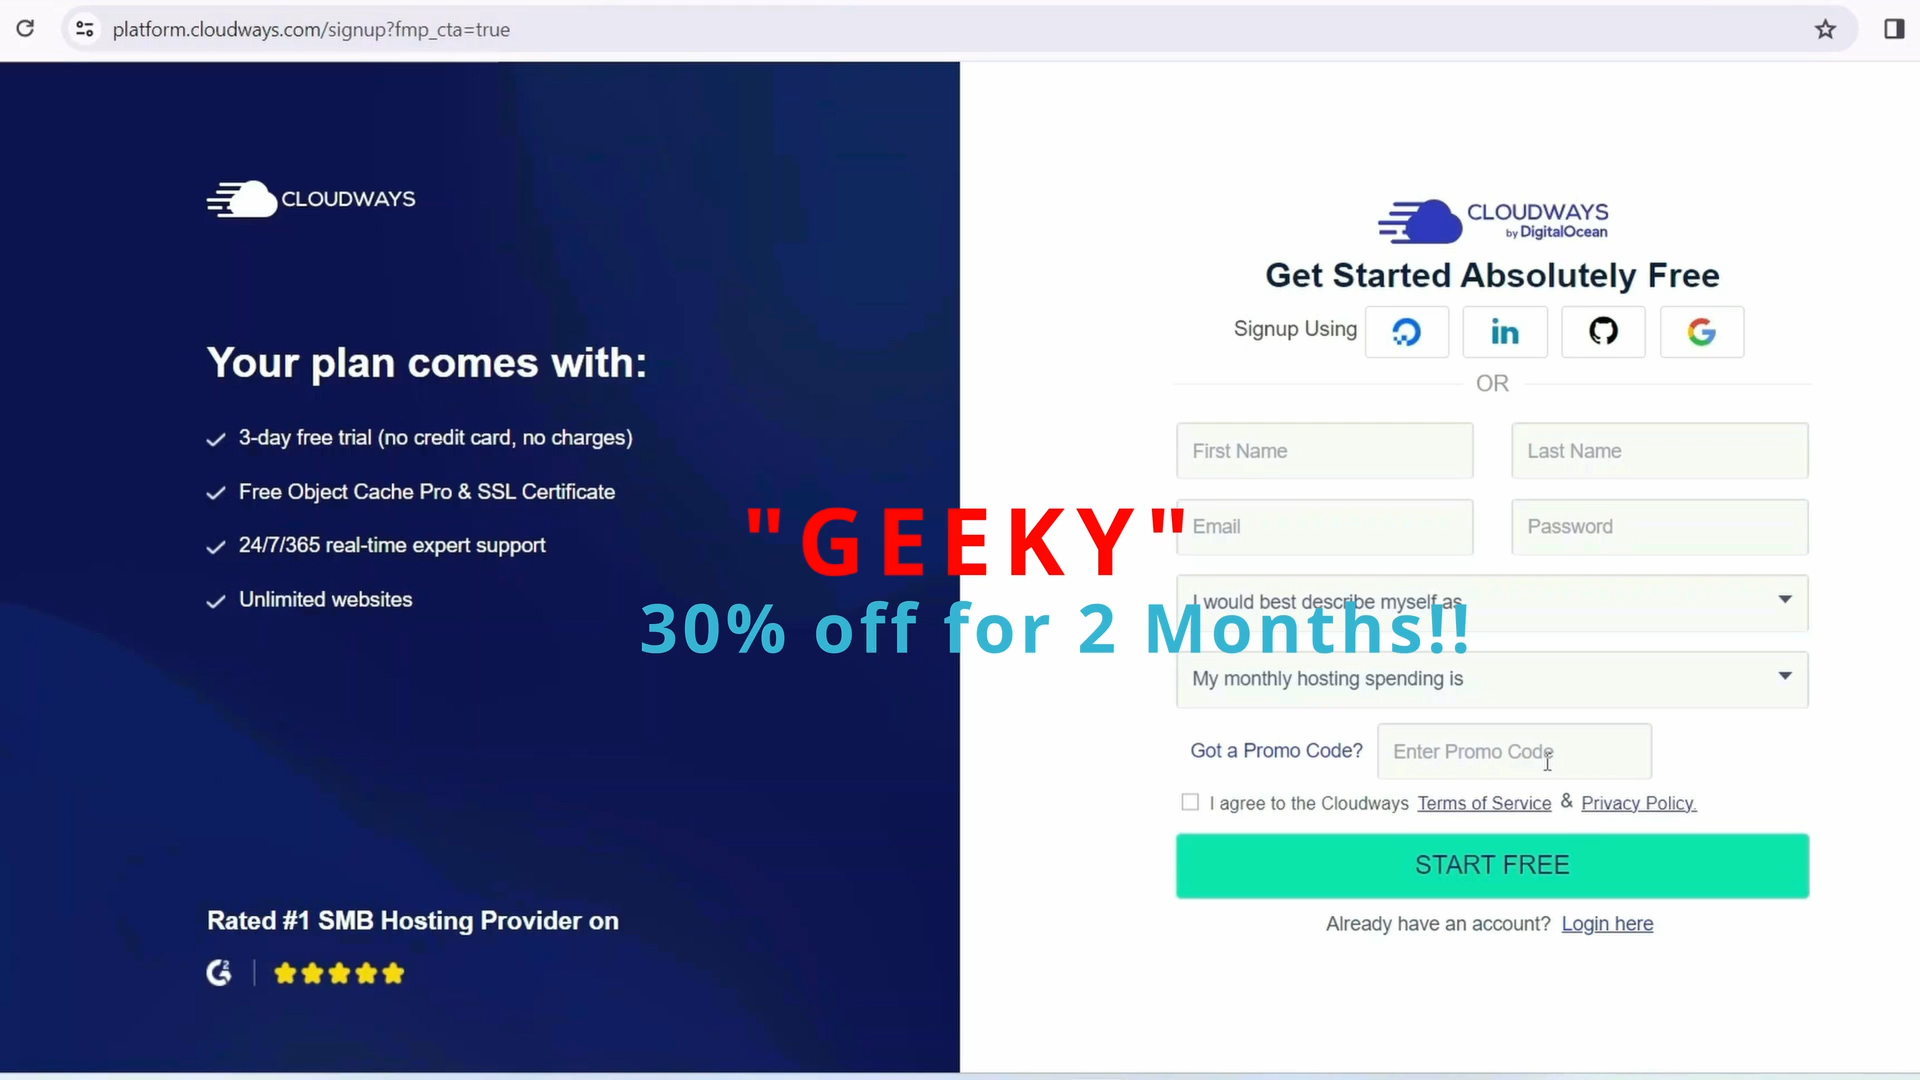 platform.cloudways.com/signup?fmp_cta=true
CLOUDWAYS
Your plan comes with:
3-day free trial (no credit card, no charges)
Free Object Cache Pro & SSL Certificate
24/7/365 real-time expert support
Unlimited websites
Rated #1 SMB Hosting Provider on
G2
"GEEKY"
30% off for 2 Months!!
CLOUDWAYS
by DigitalOcean
Get Started Absolutely Free
Signup Using
in
G
OR
First Name
Last Name
Email
Password
I would best describe myself as
My monthly hosting spending is
Got a Promo Code?
Enter Promo Code
I agree to the Cloudways Terms of Service & Privacy Policy.
START FREE
Already have an account? Login here